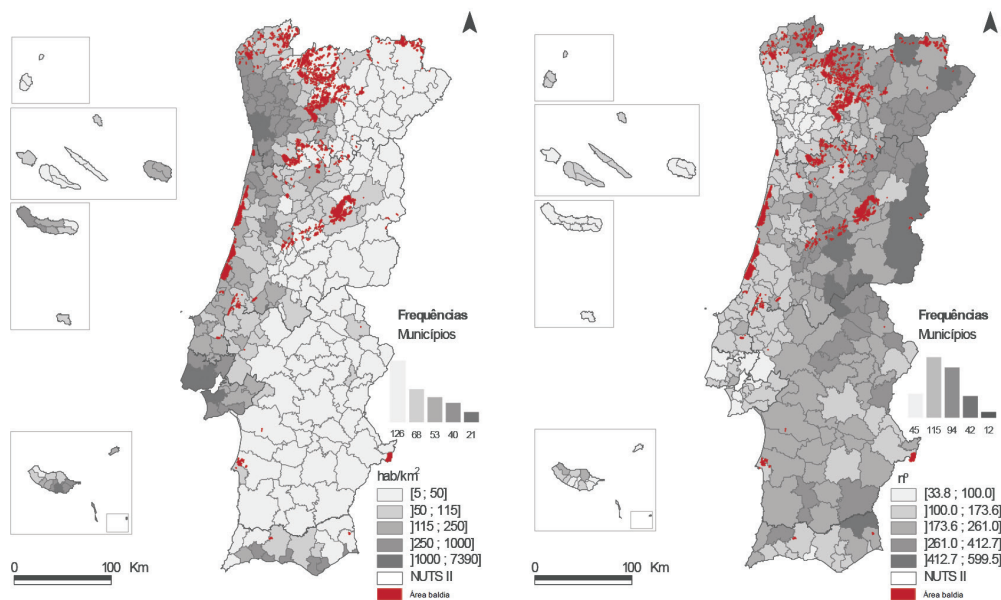 Frequências
Municípios
126 68 53 40 21
hab/km²
]5 ; 50]
]50 ; 115]
]115 ; 250]
]250 ; 1000]
]1000 ; 7390]
NUTS II
Área baldia
0 100 Km
Frequências
Municípios
45 115 94 42 12
nº
]33.8 ; 100.0]
]100.0 ; 173.6]
]173.6 ; 261.0]
]261.0 ; 412.7]
]412.7 ; 599.5]
NUTS II
Área baldia
0 100 Km